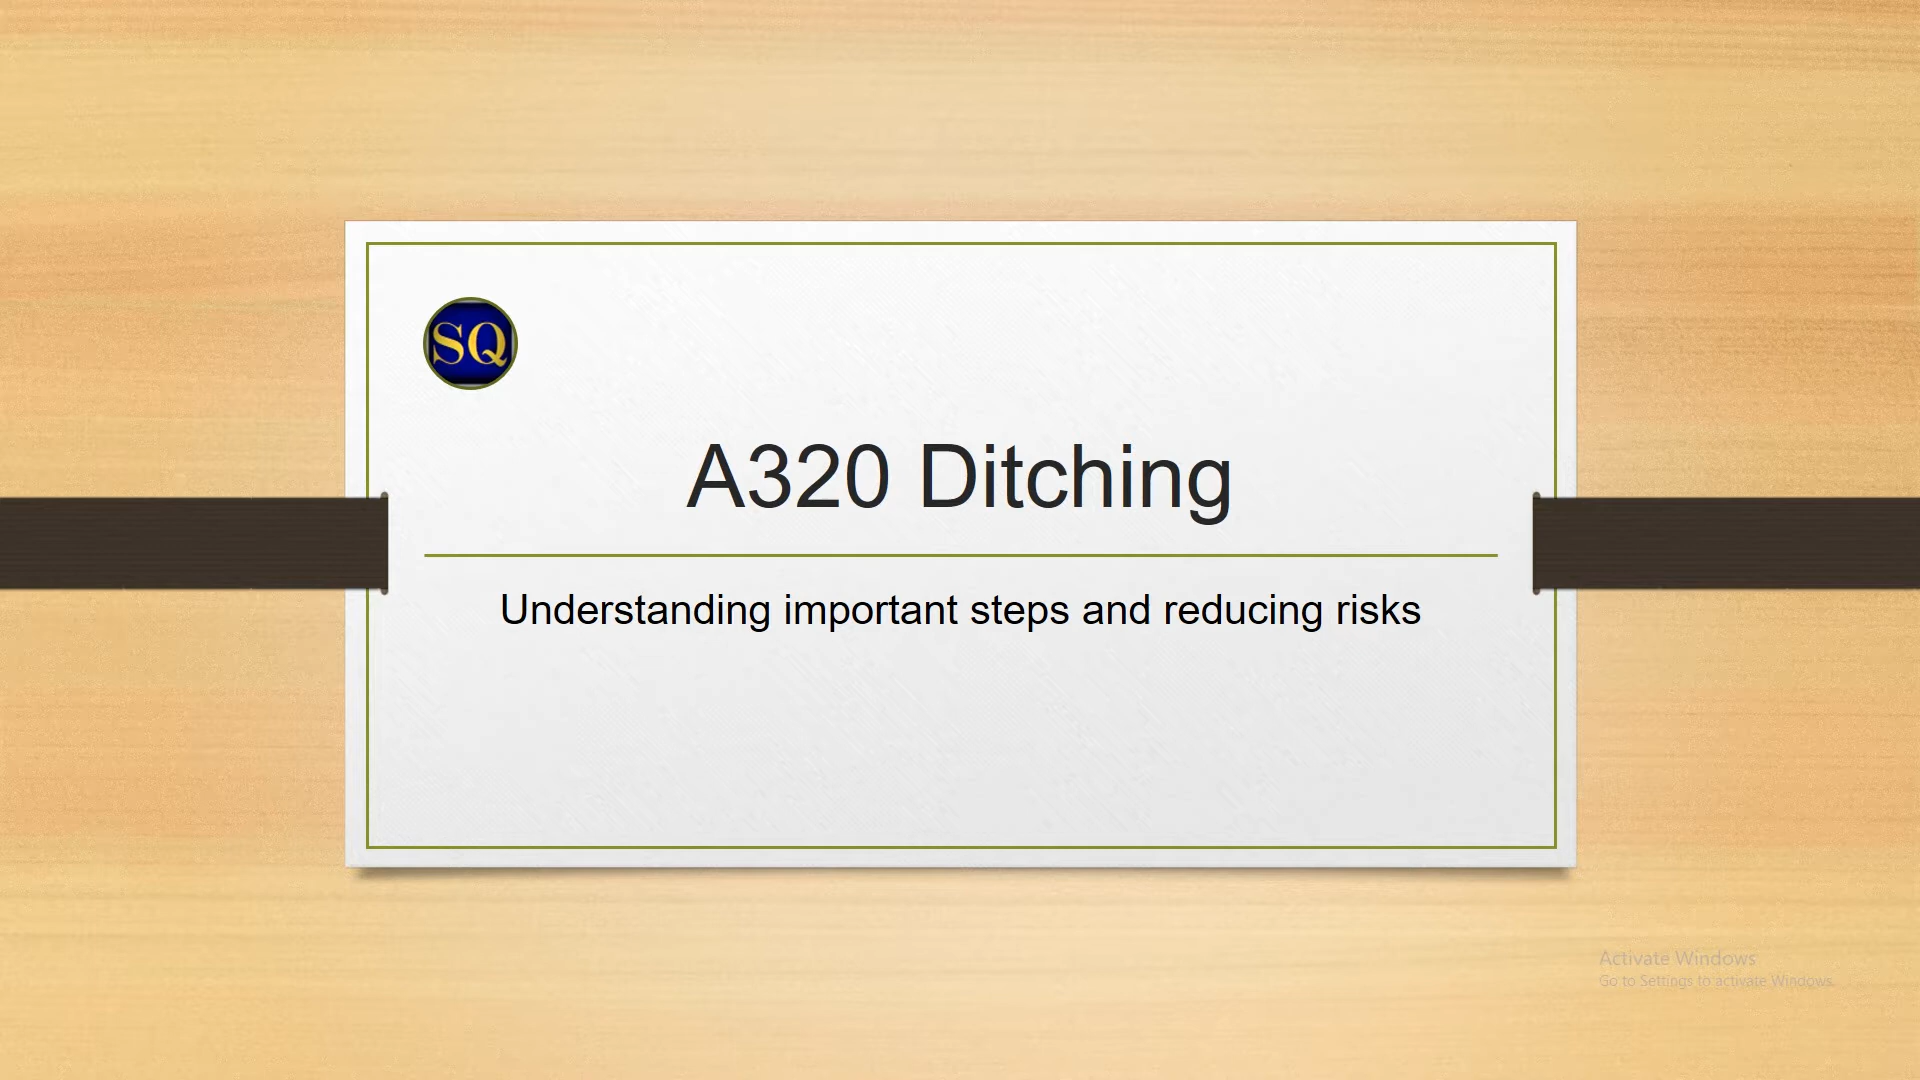 SQ
A320 Ditching
Understanding important steps and reducing risks
Activate Windows
Go to Settings to activate Windows.